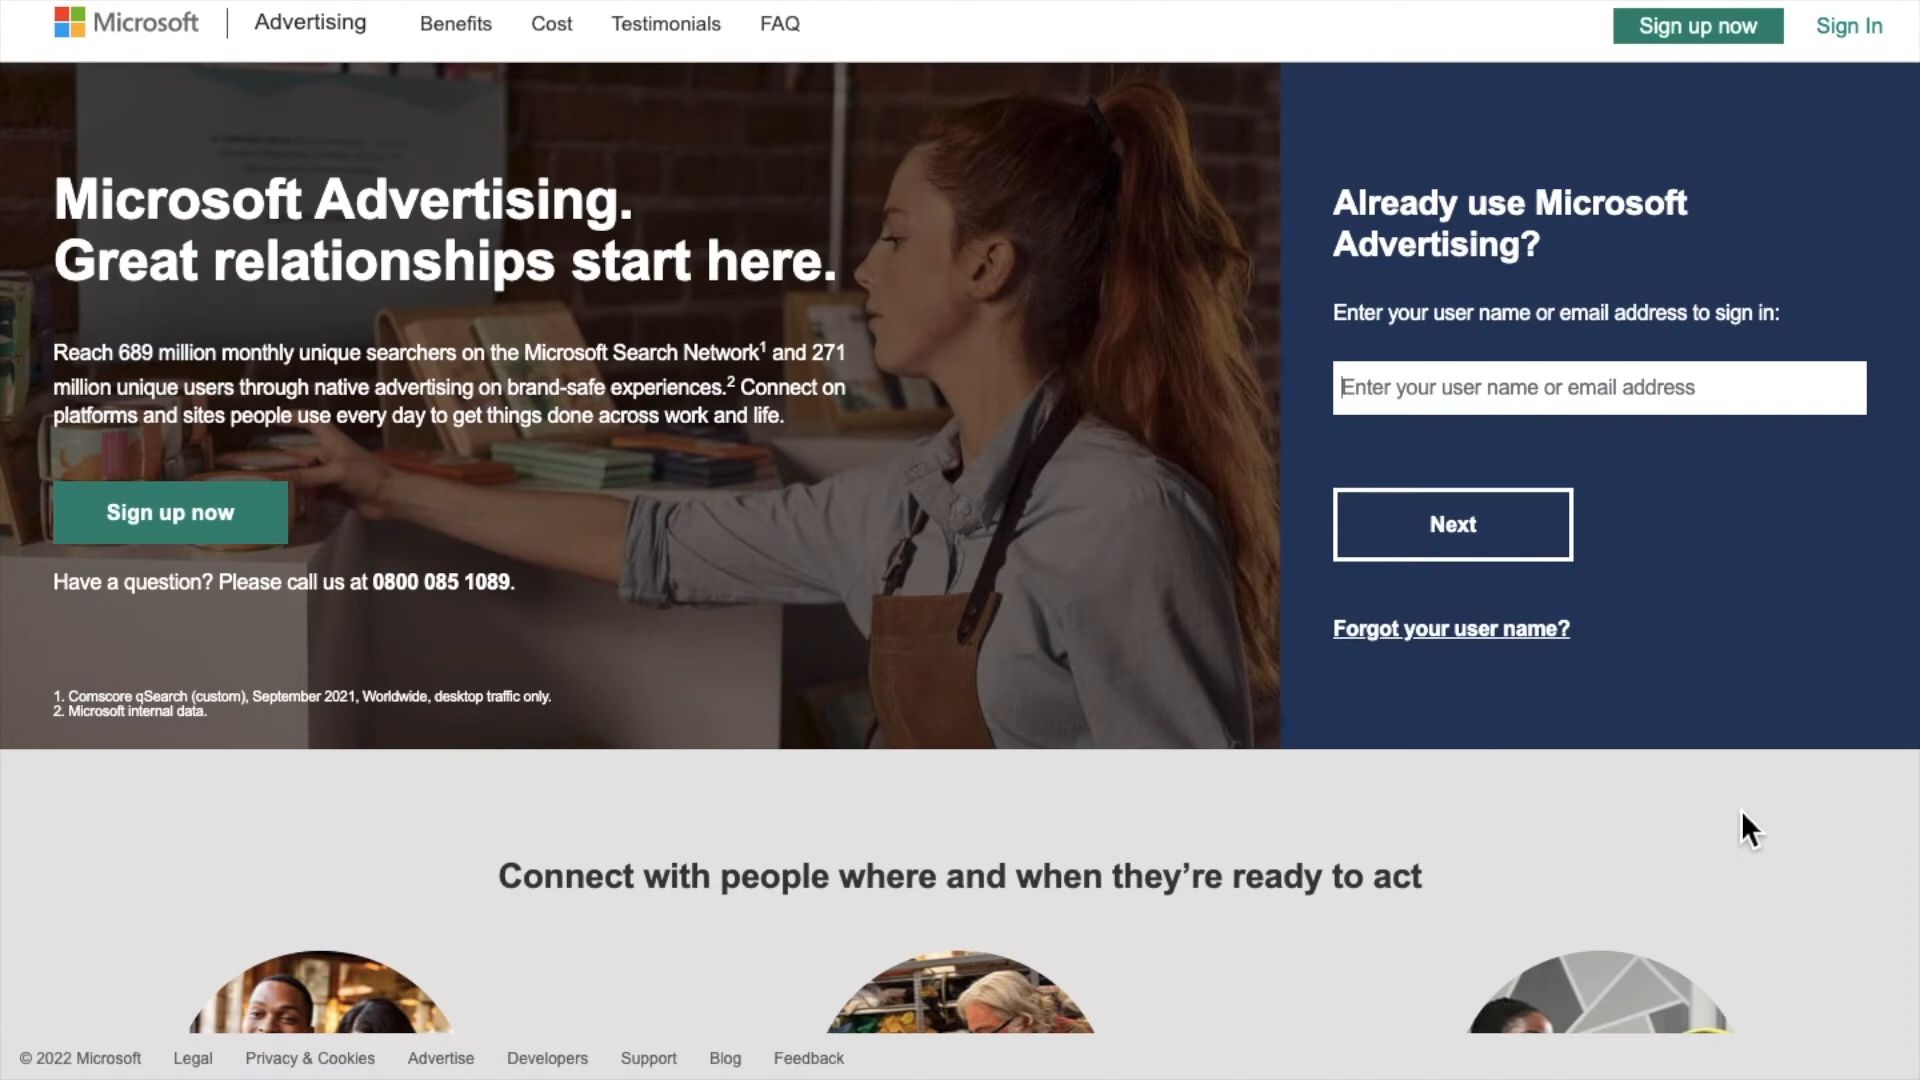 Microsoft
Advertising
Benefits
Cost
Testimonials
FAQ
Sign up now
Sign In
Microsoft Advertising.
Great relationships start here.
Reach 689 million monthly unique searchers on the Microsoft Search Network1 and 271
million unique users through native advertising on brand-safe experiences.2 Connect on
platforms and sites people use every day to get things done across work and life.
Sign up now
Have a question? Please call us at 0800 085 1089.
1. Comscore qSearch (custom), September 2021, Worldwide, desktop traffic only.
2. Microsoft internal data.
Already use Microsoft
Advertising?
Enter your user name or email address to sign in:
Enter your user name or email address
Next
Forgot your user name?
Connect with people where and when they’re ready to act
© 2022 Microsoft
Legal
Privacy & Cookies
Advertise
Developers
Support
Blog
Feedback